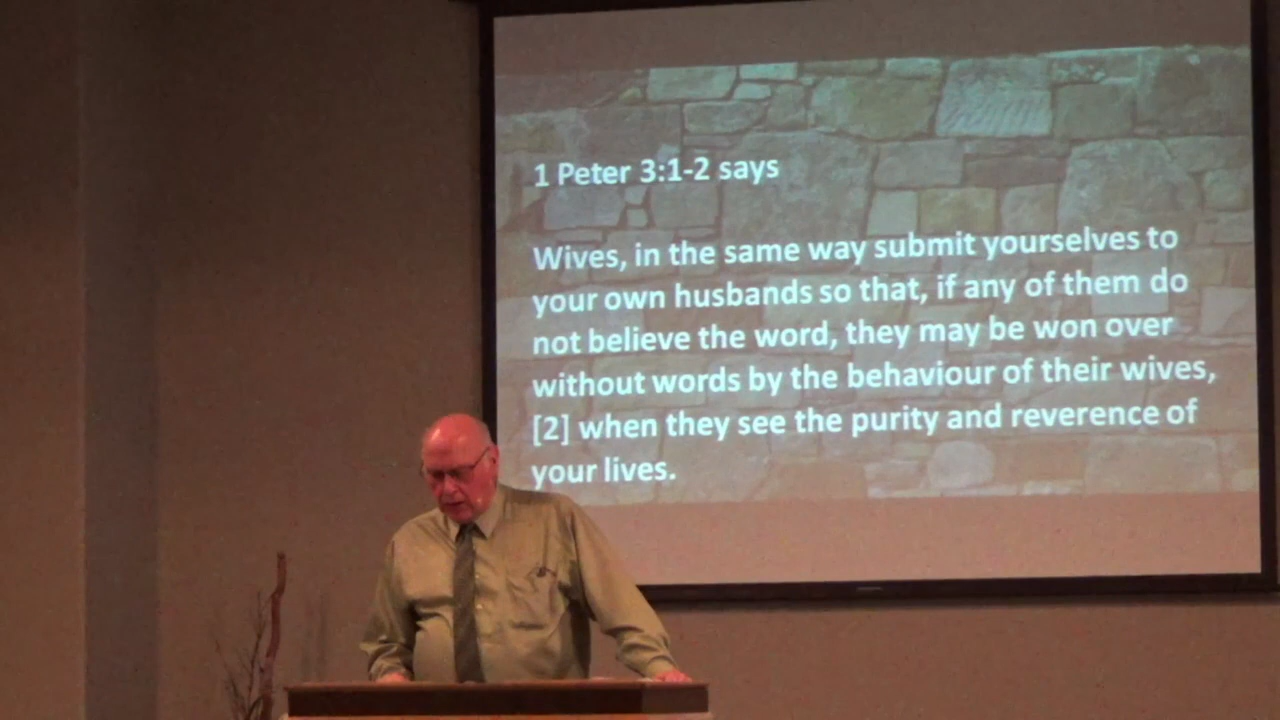 1 Peter 3:1-2 says
Wives, in the same way submit yourselves to
your own husbands so that, if any of them do
not believe the word, they may be won over
without words by the behaviour of their wives,
[2] when they see the purity and reverence of
your lives.